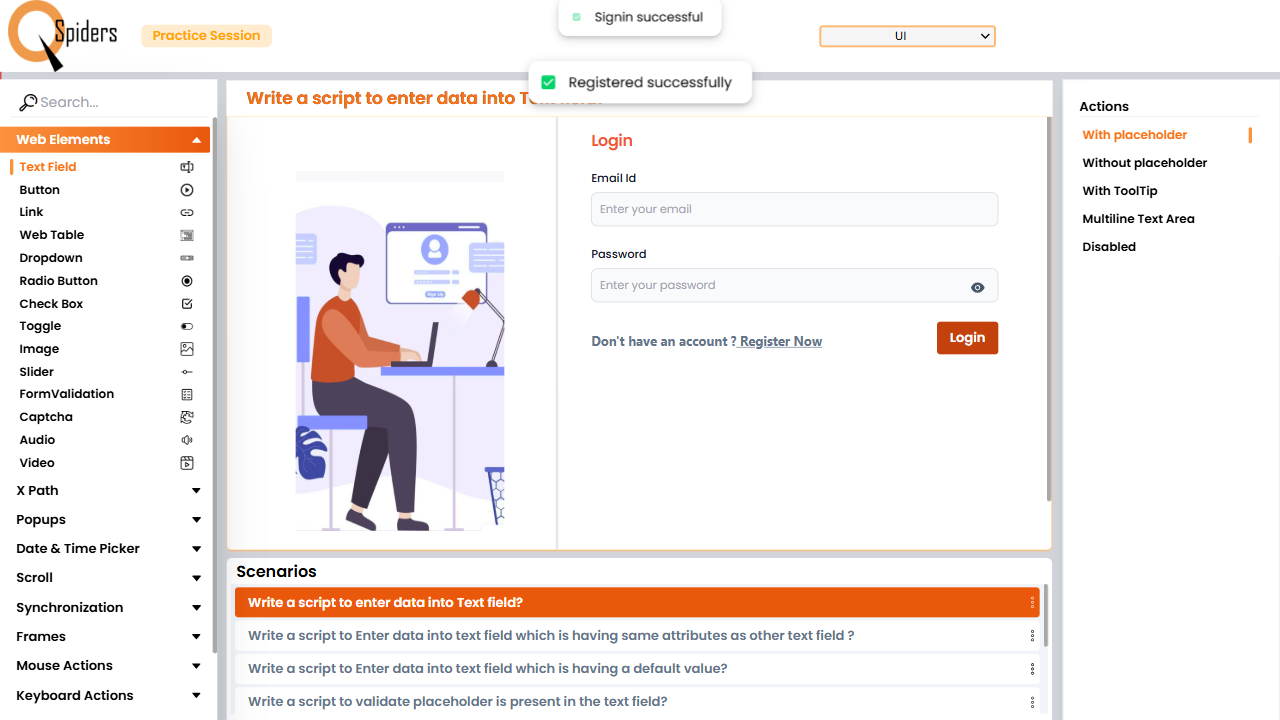 Spiders
Practice Session
Signin successful
UI
Registered successfully
Search...
Web Elements
Text Field
Button
Link
Web Table
Dropdown
Radio Button
Check Box
Toggle
Image
Slider
FormValidation
Captcha
Audio
Video
X Path
Popups
Date & Time Picker
Scroll
Synchronization
Frames
Mouse Actions
Keyboard Actions
Write a script to enter data into
Login
Email Id
Enter your email
Password
Enter your password
Don't have an account ? Register Now
Login
Sign Up
Scenarios
Write a script to enter data into Text field?
Write a script to Enter data into text field which is having same attributes as other text field ?
Write a script to Enter data into text field which is having a default value?
Write a script to validate placeholder is present in the text field?
Actions
With placeholder
Without placeholder
With ToolTip
Multiline Text Area
Disabled